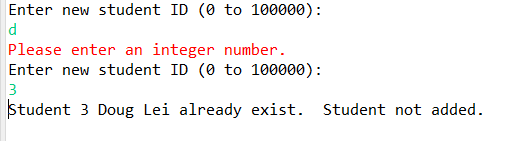 Enter new student ID (0 to 100000):
d
Please enter an integer number.
Enter new student ID (0 to 100000):
3
Student 3 Doug Lei already exist.  Student not added.